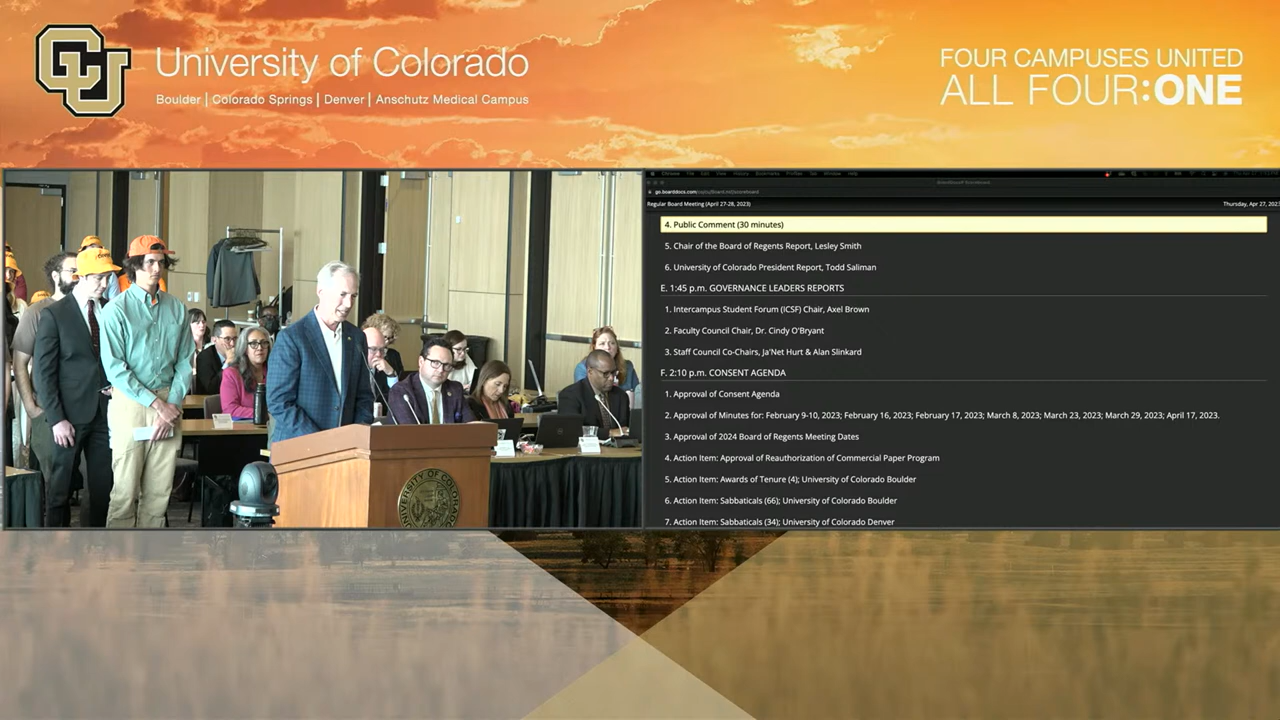 CU
University of Colorado
Boulder | Colorado Springs | Denver | Anschutz Medical Campus
FOUR CAMPUSES UNITED
ALL FOUR:ONE
Regular Board Meeting (April 27-28, 2023)
Thursday, Apr 27, 2023
4. Public Comment (30 minutes)
5. Chair of the Board of Regents Report, Lesley Smith
6. University of Colorado President Report, Todd Saliman
E. 1:45 p.m. GOVERNANCE LEADERS REPORTS
1. Intercampus Student Forum (ICSF) Chair, Axel Brown
2. Faculty Council Chair, Dr. Cindy O'Bryant
3. Staff Council Co-Chairs, Ja'Net Hurt & Alan Slinkard
F. 2:10 p.m. CONSENT AGENDA
1. Approval of Consent Agenda
2. Approval of Minutes for: February 9-10, 2023; February 16, 2023; February 17, 2023; March 8, 2023; March 23, 2023; March 29, 2023; April 17, 2023.
3. Approval of 2024 Board of Regents Meeting Dates
4. Action Item: Approval of Reauthorization of Commercial Paper Program
5. Action Item: Awards of Tenure (4); University of Colorado Boulder
6. Action Item: Sabbaticals (66); University of Colorado Boulder
7. Action Item: Sabbaticals (34); University of Colorado Denver
UNIVERSITY OF COLORADO